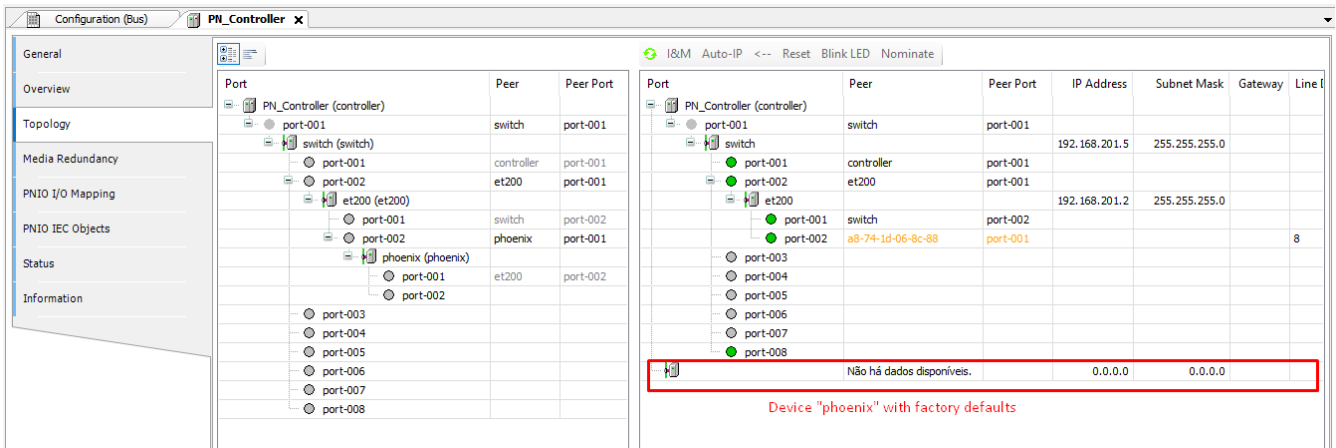 Configuration (Bus) PN_Controller x
General
Overview
Topology
Media Redundancy
PNIO I/O Mapping
PNIO IEC Objects
Status
Information
Port Peer Peer Port
PN_Controller (controller)
port-001 switch port-001
switch (switch)
port-001 controller port-001
port-002 et200 port-001
et200 (et200)
port-001 switch port-002
port-002 phoenix port-001
phoenix (phoenix)
port-001 et200 port-002
port-002
port-003
port-004
port-005
port-006
port-007
port-008
I&M Auto-IP <-- Reset Blink LED Nominate
Port Peer Peer Port IP Address Subnet Mask Gateway Line
PN_Controller (controller)
port-001 switch port-001
switch 192.168.201.5 255.255.255.0
port-001 controller port-001
port-002 et200 port-001
et200 192.168.201.2 255.255.255.0
port-001 switch port-002
port-002 a8-74-1d-06-8c-88 port-001 8
port-003
port-004
port-005
port-006
port-007
port-008
Não há dados disponíveis. 0.0.0.0 0.0.0.0
Device "phoenix" with factory defaults